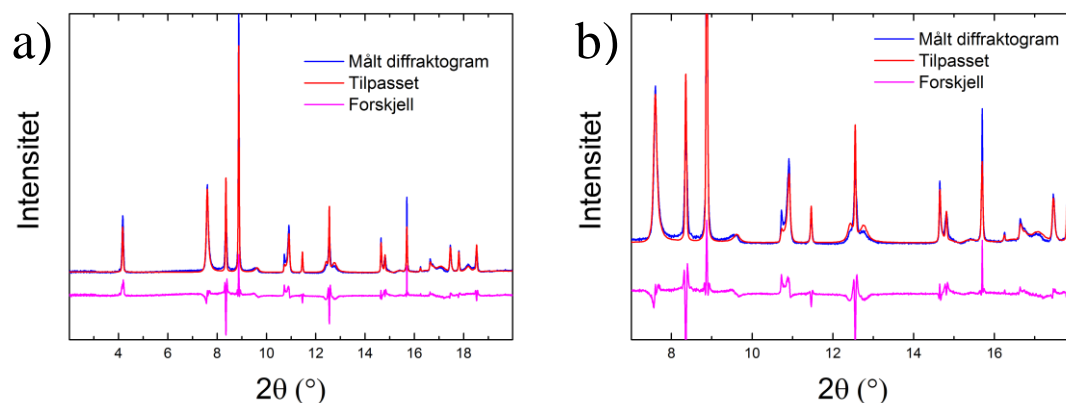 a)
Målt diffraktogram
Tilpasset
Forskjell
Intensitet
4 6 8 10 12 14 16 18
2θ (°)
b)
Målt diffraktogram
Tilpasset
Forskjell
Intensitet
8 10 12 14 16
2θ (°)